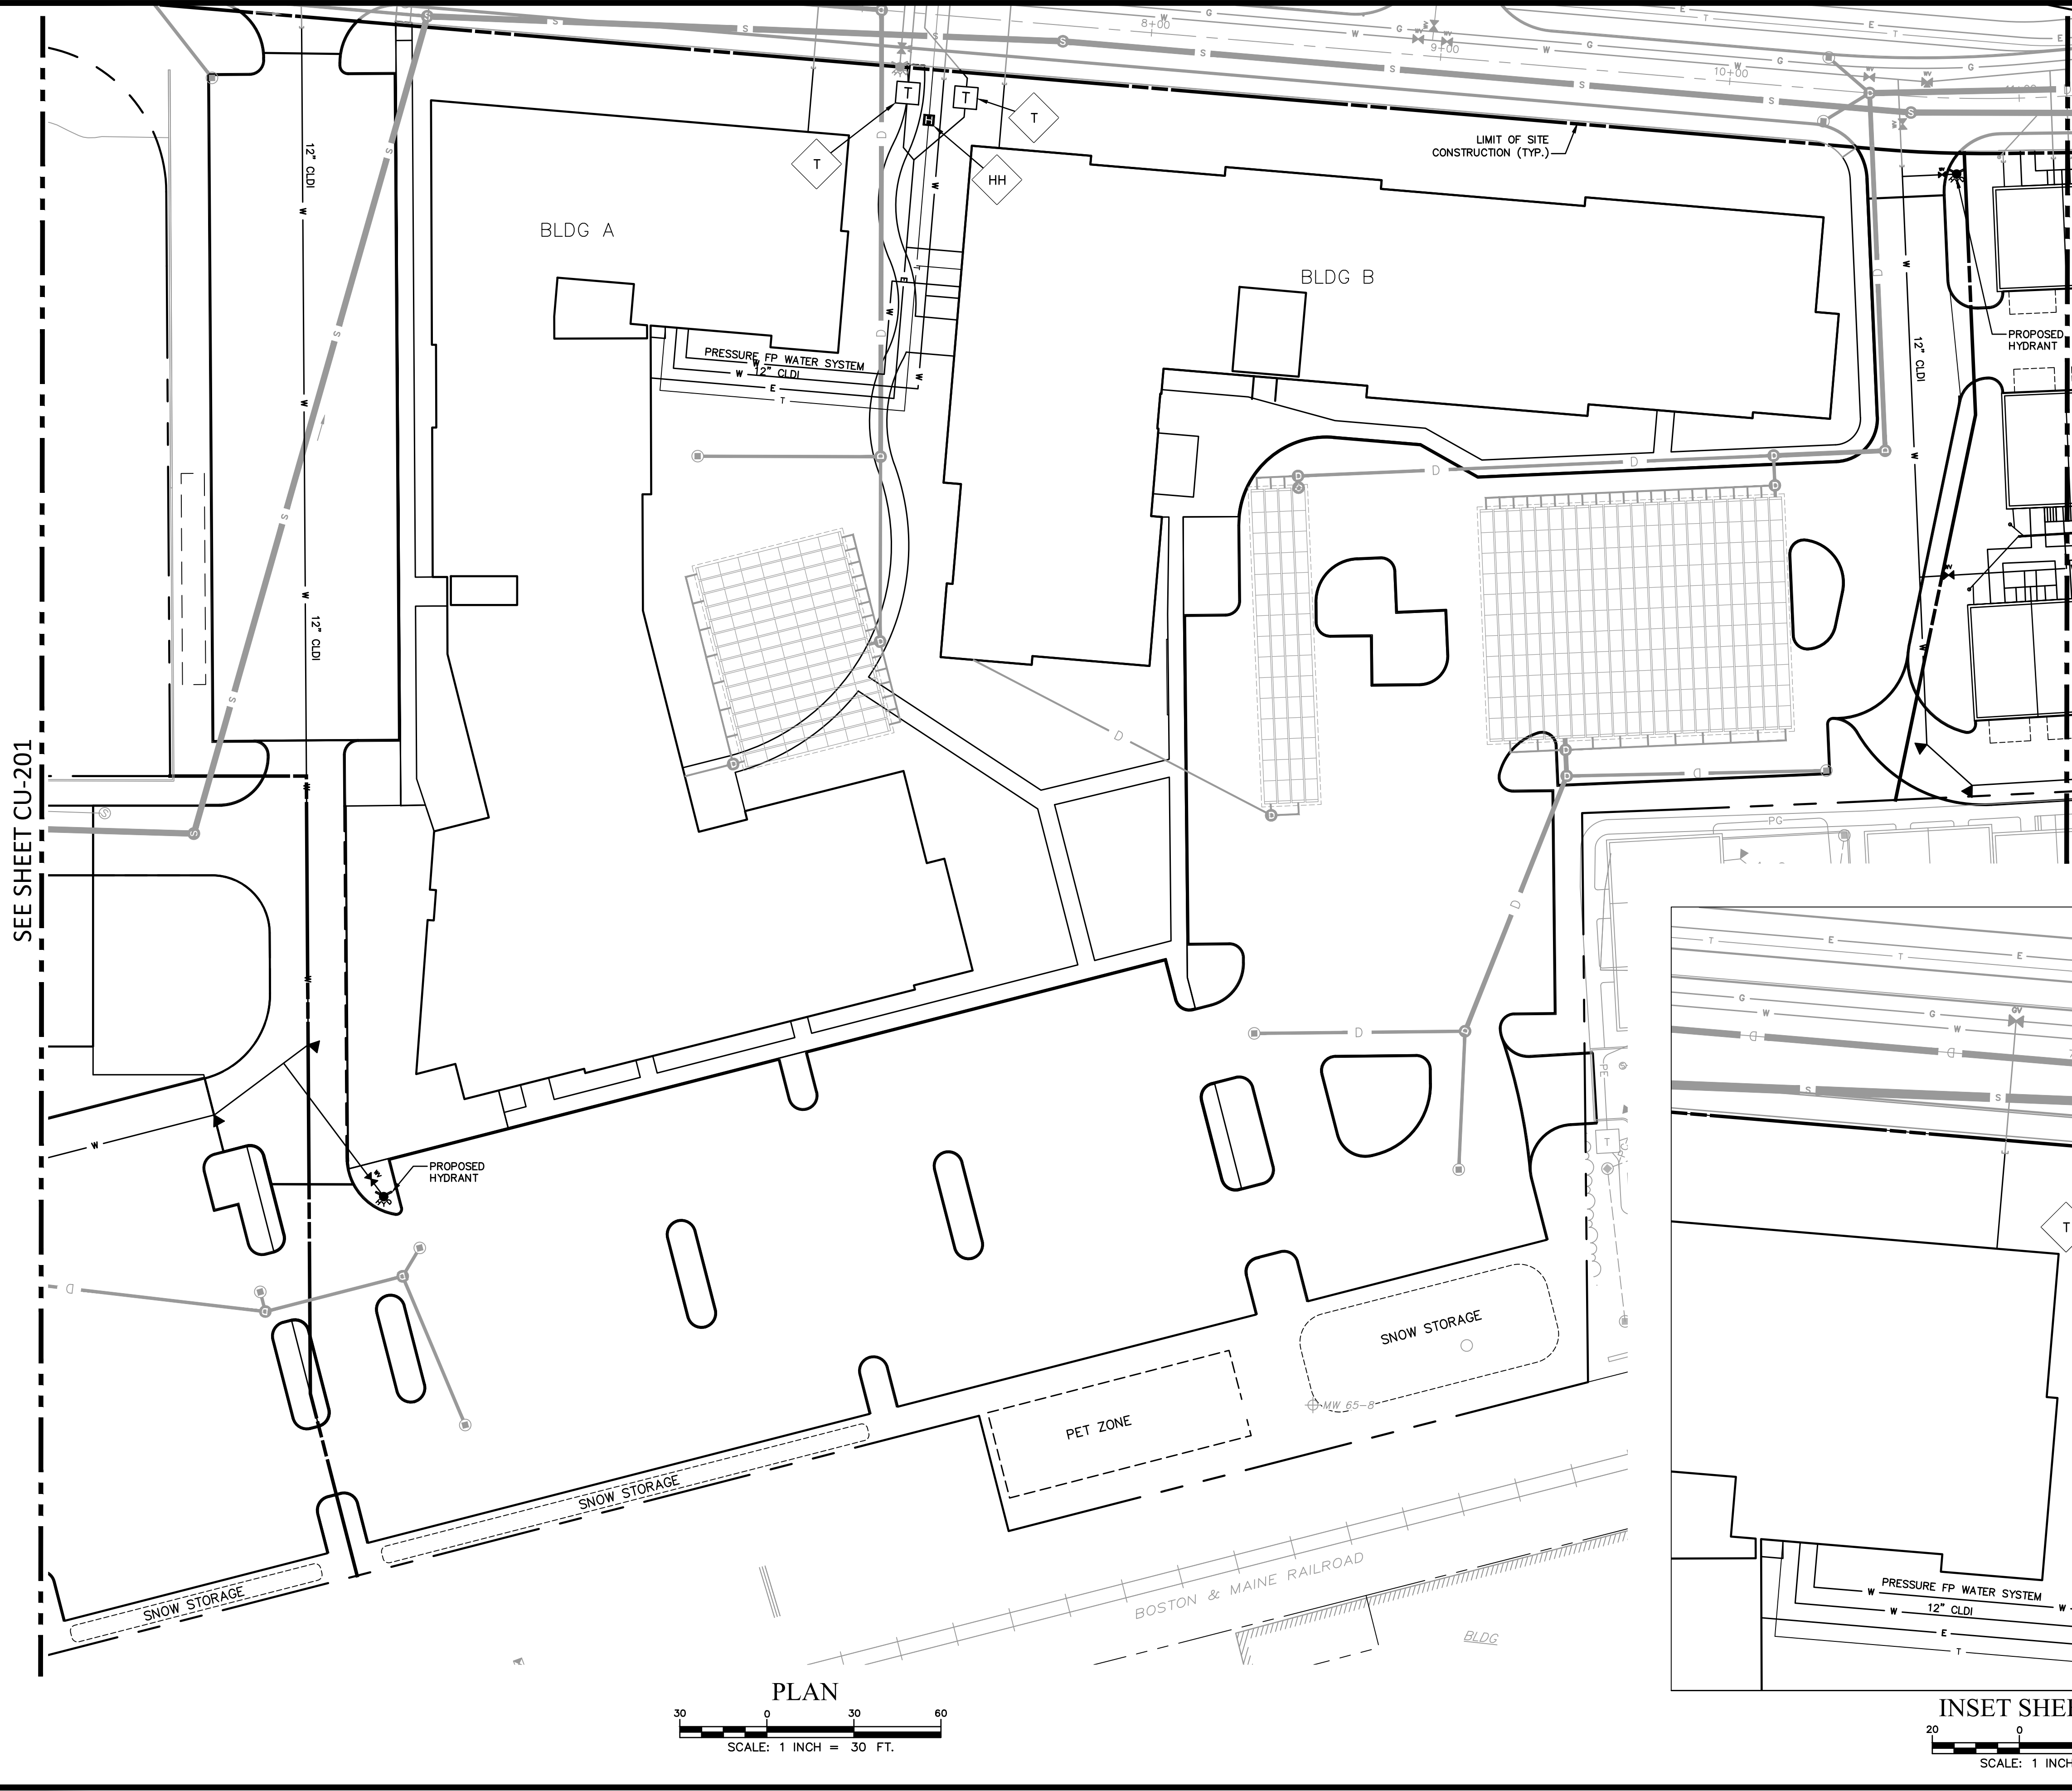 SEE SHEET CU-201
8+00
9+00
10+00
LIMIT OF SITE
CONSTRUCTION (TYP.)
T
T
T
T
H
HH
12" CLDI
BLDG A
BLDG B
PROPOSED
HYDRANT
12" CLDI
PRESSURE FP WATER SYSTEM
12" CLDI
W
E
T
12" CLDI
PG
PE
T
PROPOSED
HYDRANT
SNOW STORAGE
MW 65-8
PET ZONE
SNOW STORAGE
SNOW STORAGE
BOSTON & MAINE RAILROAD
BLDG
PLAN
30 0 30 60
SCALE: 1 INCH = 30 FT.
E
T
T
E
G
G
GV
W
W
D
D
S
S
T
PRESSURE FP WATER SYSTEM
W
W
12" CLDI
W
E
T
INSET SHE
20 0
SCALE: 1 INCH